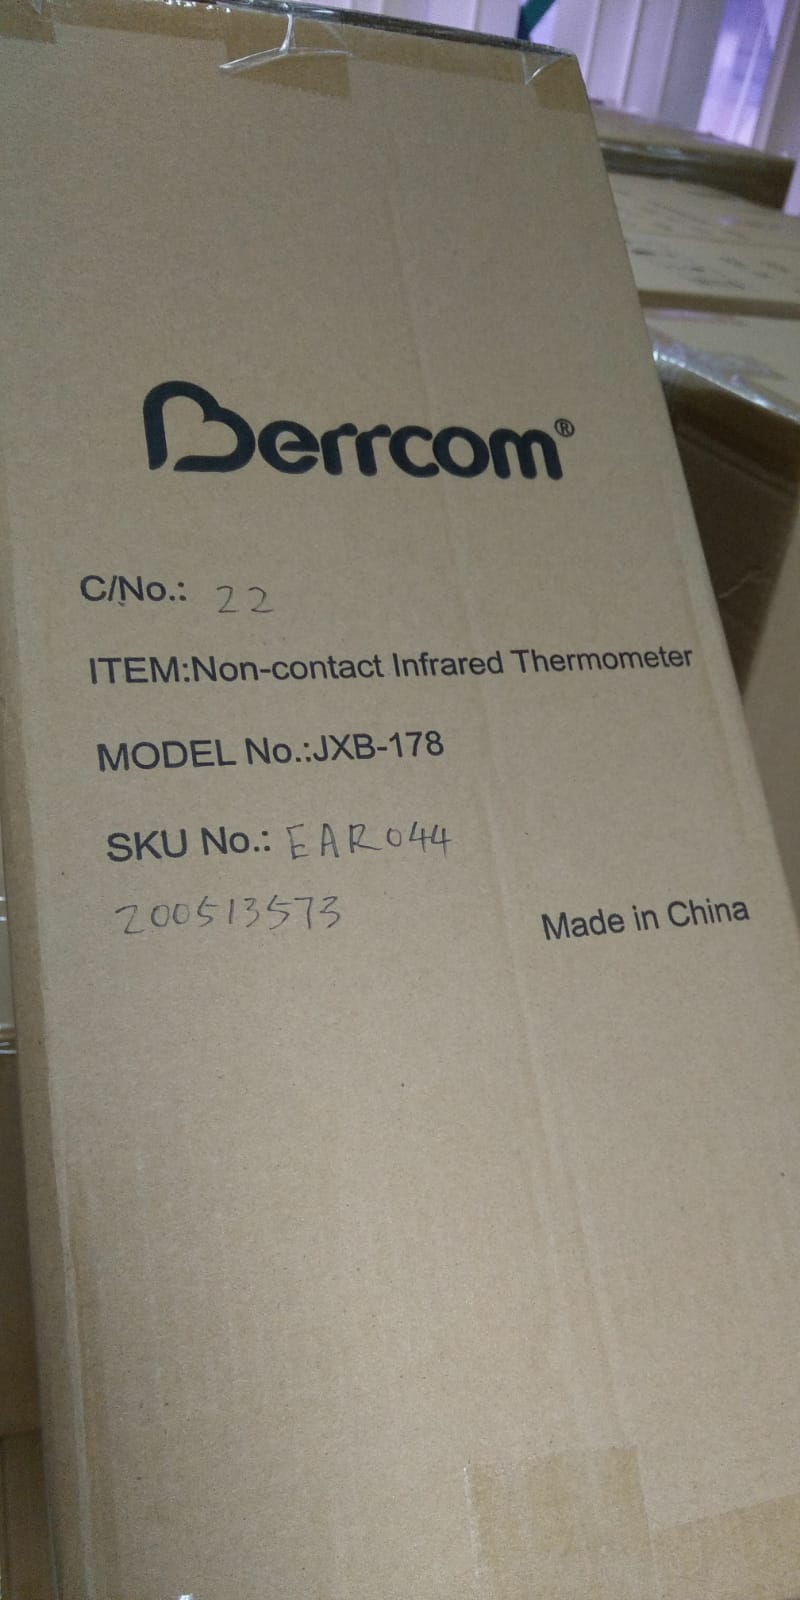 Berrcom®
C/No.: 22
ITEM:Non-contact Infrared Thermometer
MODEL No.:JXB-178
SKU No.: EAR044
200513573
Made in China